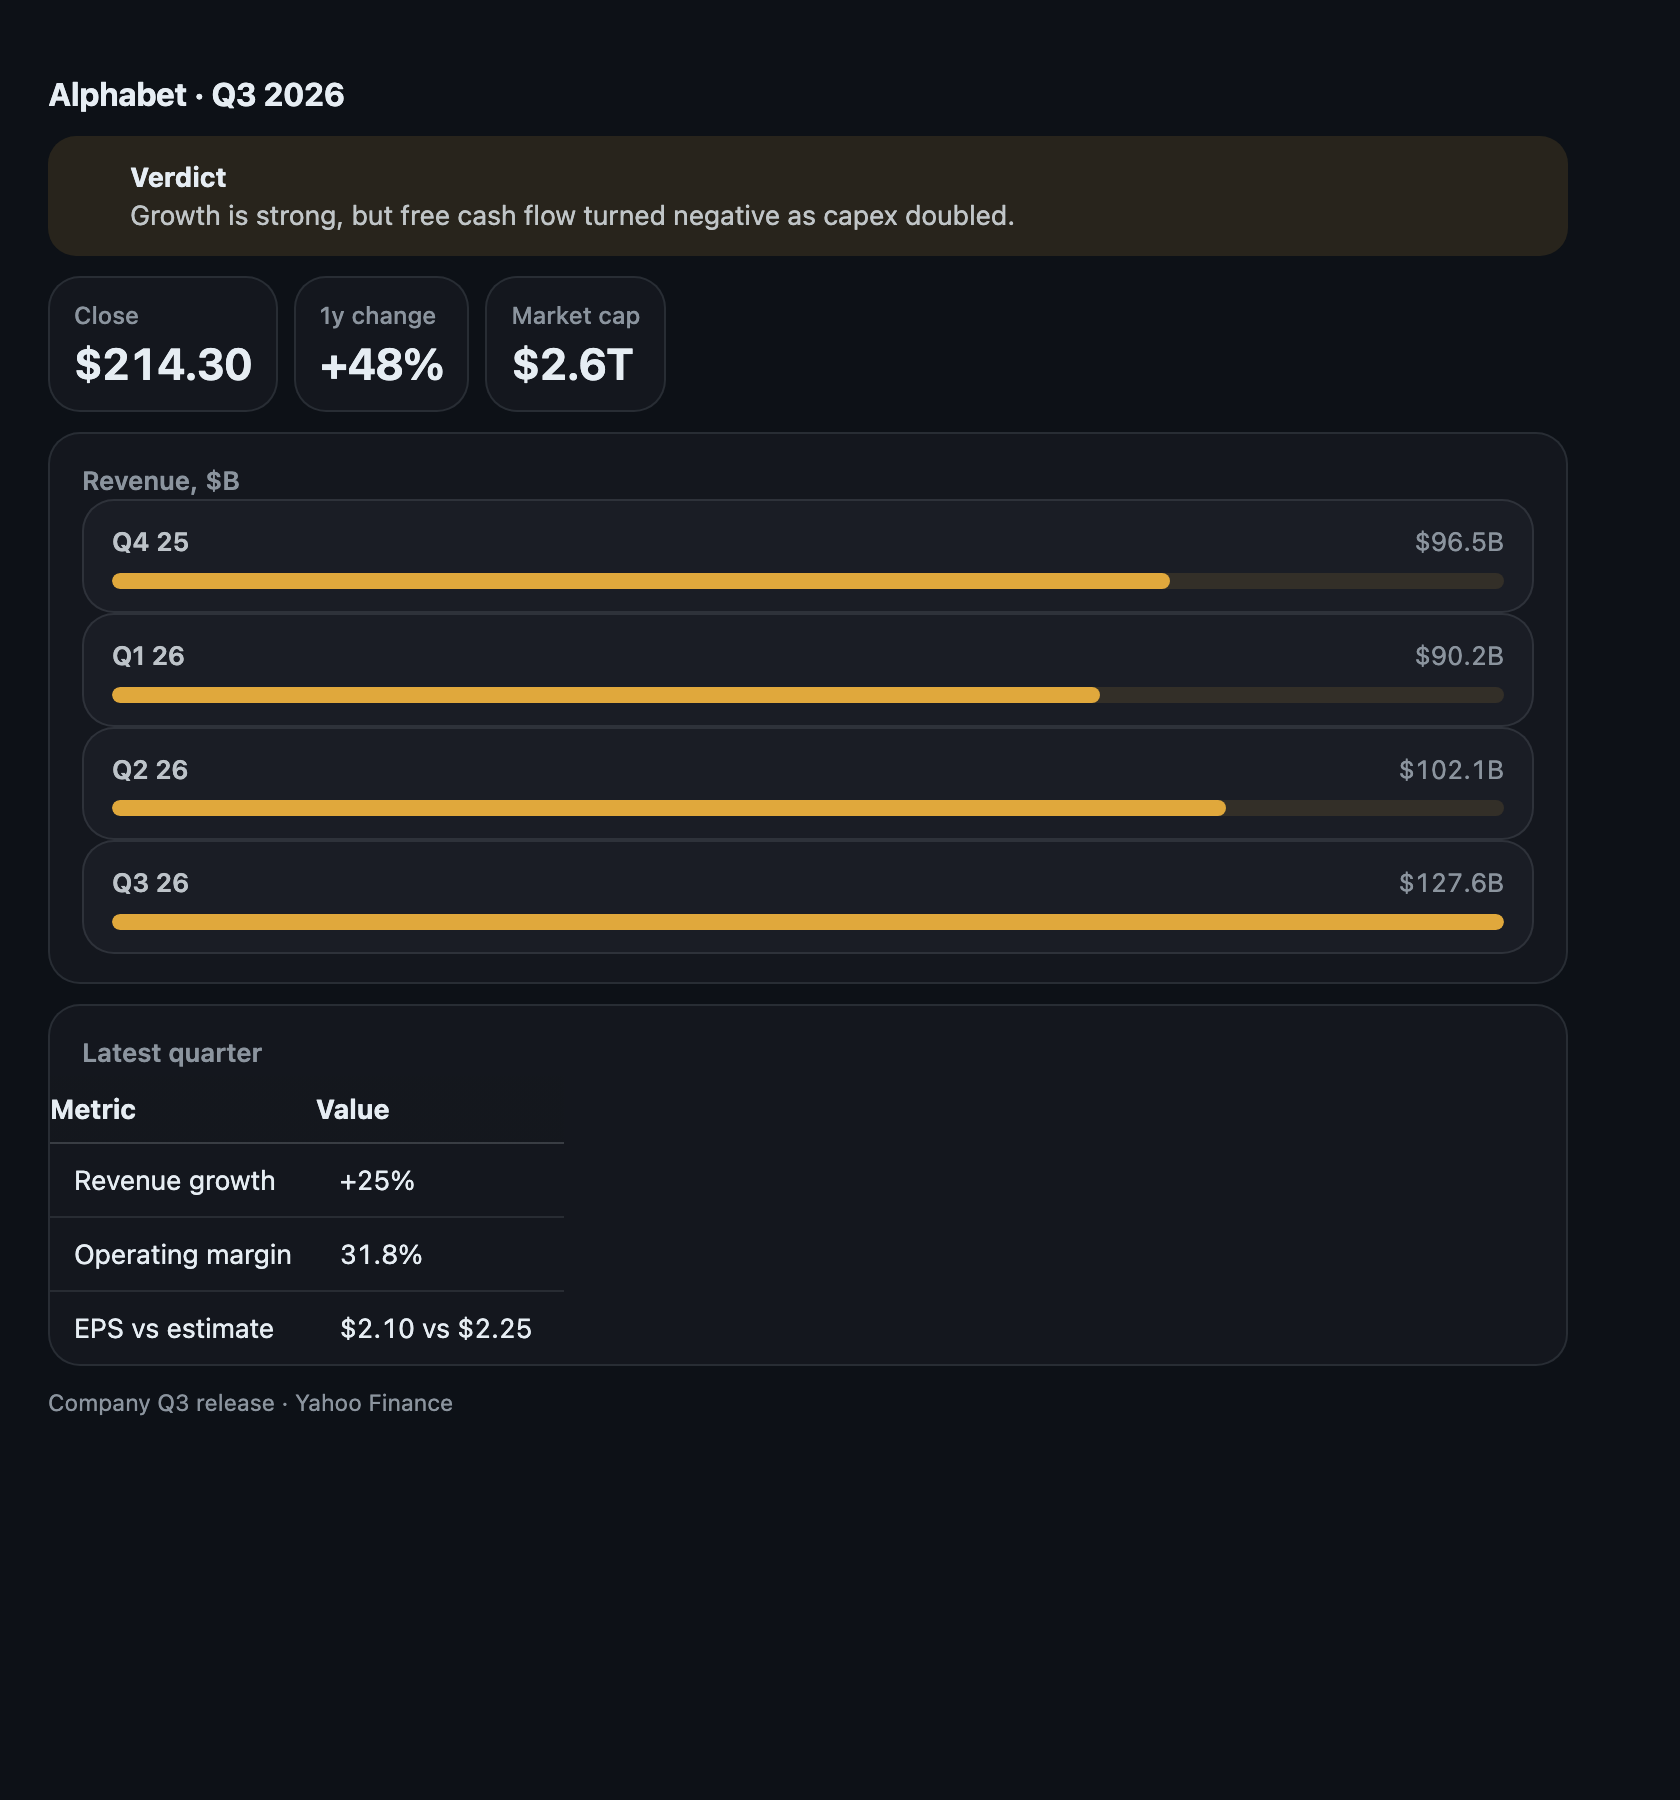 Alphabet · Q3 2026
Verdict
Growth is strong, but free cash flow turned negative as capex doubled.
Close
$214.30
1y change
+48%
Market cap
$2.6T
Revenue, $B
Q4 25 $96.5B
Q1 26 $90.2B
Q2 26 $102.1B
Q3 26 $127.6B
Latest quarter
Metric Value
Revenue growth +25%
Operating margin 31.8%
EPS vs estimate $2.10 vs $2.25
Company Q3 release · Yahoo Finance